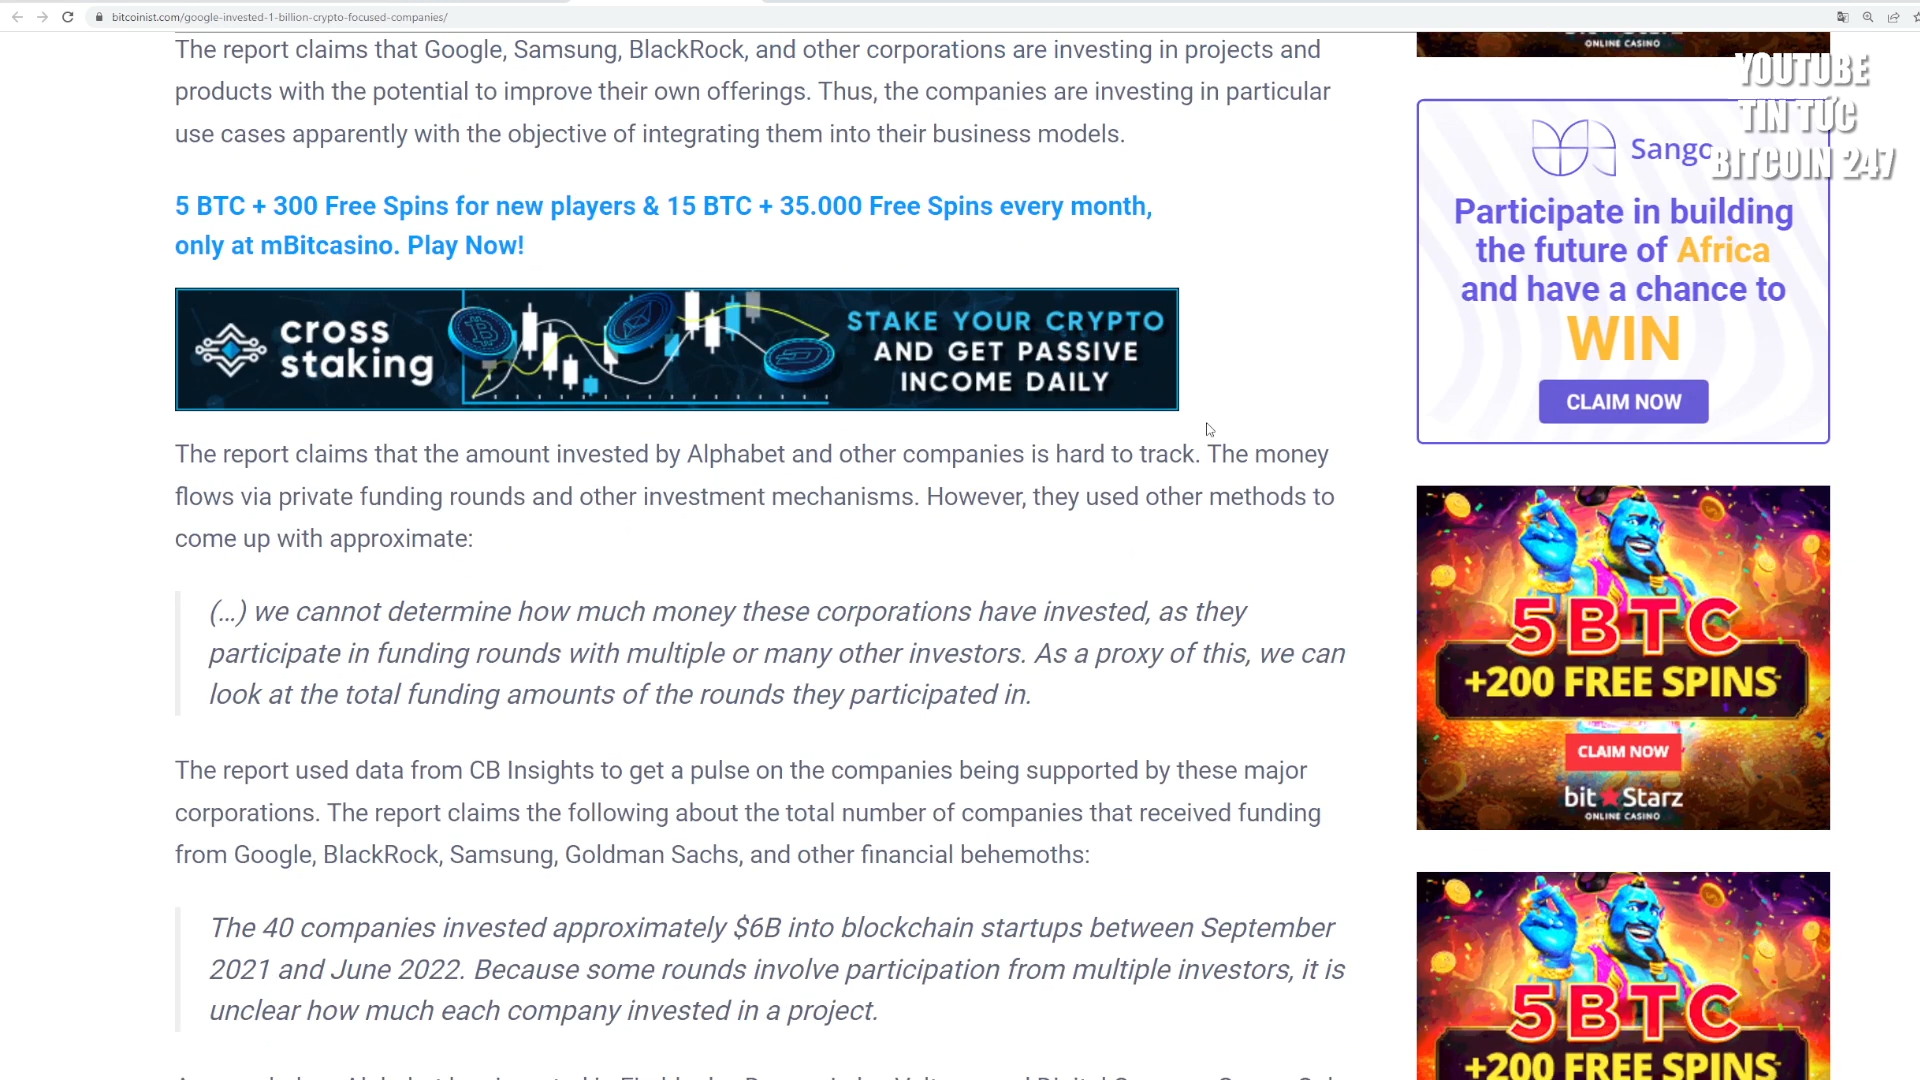 bitcoinist.com/google-invested-1-billion-crypto-focused-companies/
The report claims that Google, Samsung, BlackRock, and other corporations are investing in projects and
products with the potential to improve their own offerings. Thus, the companies are investing in particular
use cases apparently with the objective of integrating them into their business models.
5 BTC + 300 Free Spins for new players & 15 BTC + 35.000 Free Spins every month,
only at mBitcasino. Play Now!
cross
staking
STAKE YOUR CRYPTO
AND GET PASSIVE
INCOME DAILY
The report claims that the amount invested by Alphabet and other companies is hard to track. The money
flows via private funding rounds and other investment mechanisms. However, they used other methods to
come up with approximate:
(…) we cannot determine how much money these corporations have invested, as they
participate in funding rounds with multiple or many other investors. As a proxy of this, we can
look at the total funding amounts of the rounds they participated in.
The report used data from CB Insights to get a pulse on the companies being supported by these major
corporations. The report claims the following about the total number of companies that received funding
from Google, BlackRock, Samsung, Goldman Sachs, and other financial behemoths:
The 40 companies invested approximately $6B into blockchain startups between September
2021 and June 2022. Because some rounds involve participation from multiple investors, it is
unclear how much each company invested in a project.
ONLINE CASINO
YOUTUBE
TIN TỨC
BITCOIN 247
Sango
Participate in building
the future of Africa
and have a chance to
WIN
CLAIM NOW
5BTC
+200 FREE SPINS
CLAIM NOW
bit★Starz
ONLINE CASINO
5BTC
+200 FREE SPINS